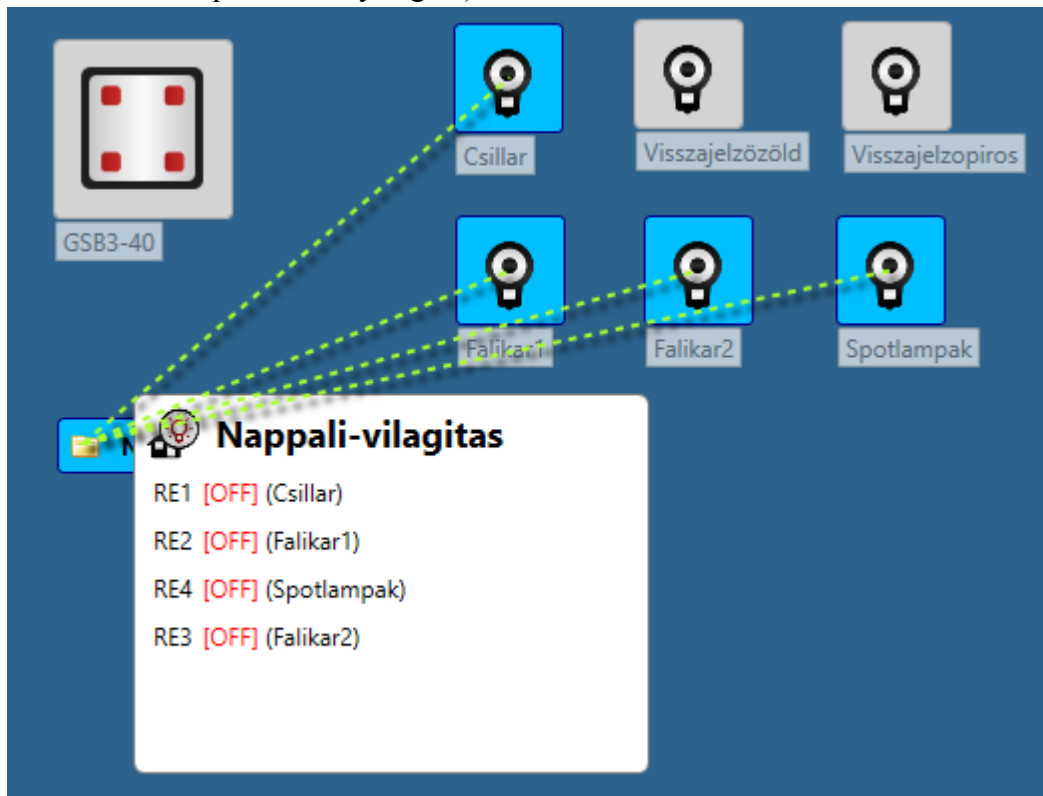 Csillar
Visszajelzözöld
Visszajelzopiros
GSB3-40
Falikar1
Falikar2
Spotlampak
N
Nappali-vilagitas
RE1 [OFF] (Csillar)
RE2 [OFF] (Falikar1)
RE4 [OFF] (Spotlampak)
RE3 [OFF] (Falikar2)